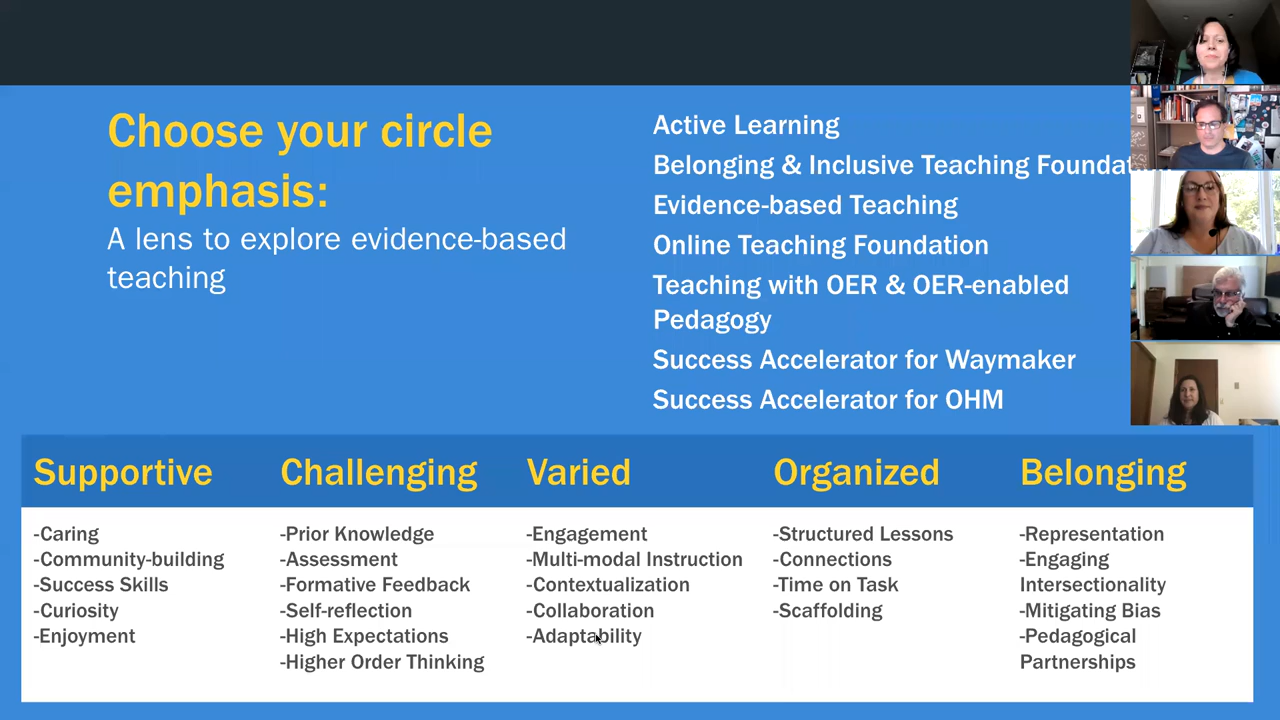 Choose your circle
emphasis:
A lens to explore evidence-based
teaching
Active Learning
Belonging & Inclusive Teaching
Evidence-based Teaching
Online Teaching Foundation
Teaching with OER & OER-enabled
Pedagogy
Success Accelerator for Waymaker
Success Accelerator for OHM
Supportive
-Caring
-Community-building
-Success Skills
-Curiosity
-Enjoyment
Challenging
-Prior Knowledge
-Assessment
-Formative Feedback
-Self-reflection
-High Expectations
-Higher Order Thinking
Varied
-Engagement
-Multi-modal Instruction
-Contextualization
-Collaboration
-Adaptability
Organized
-Structured Lessons
-Connections
-Time on Task
-Scaffolding
Belonging
-Representation
-Engaging
Intersectionality
-Mitigating Bias
-Pedagogical
Partnerships